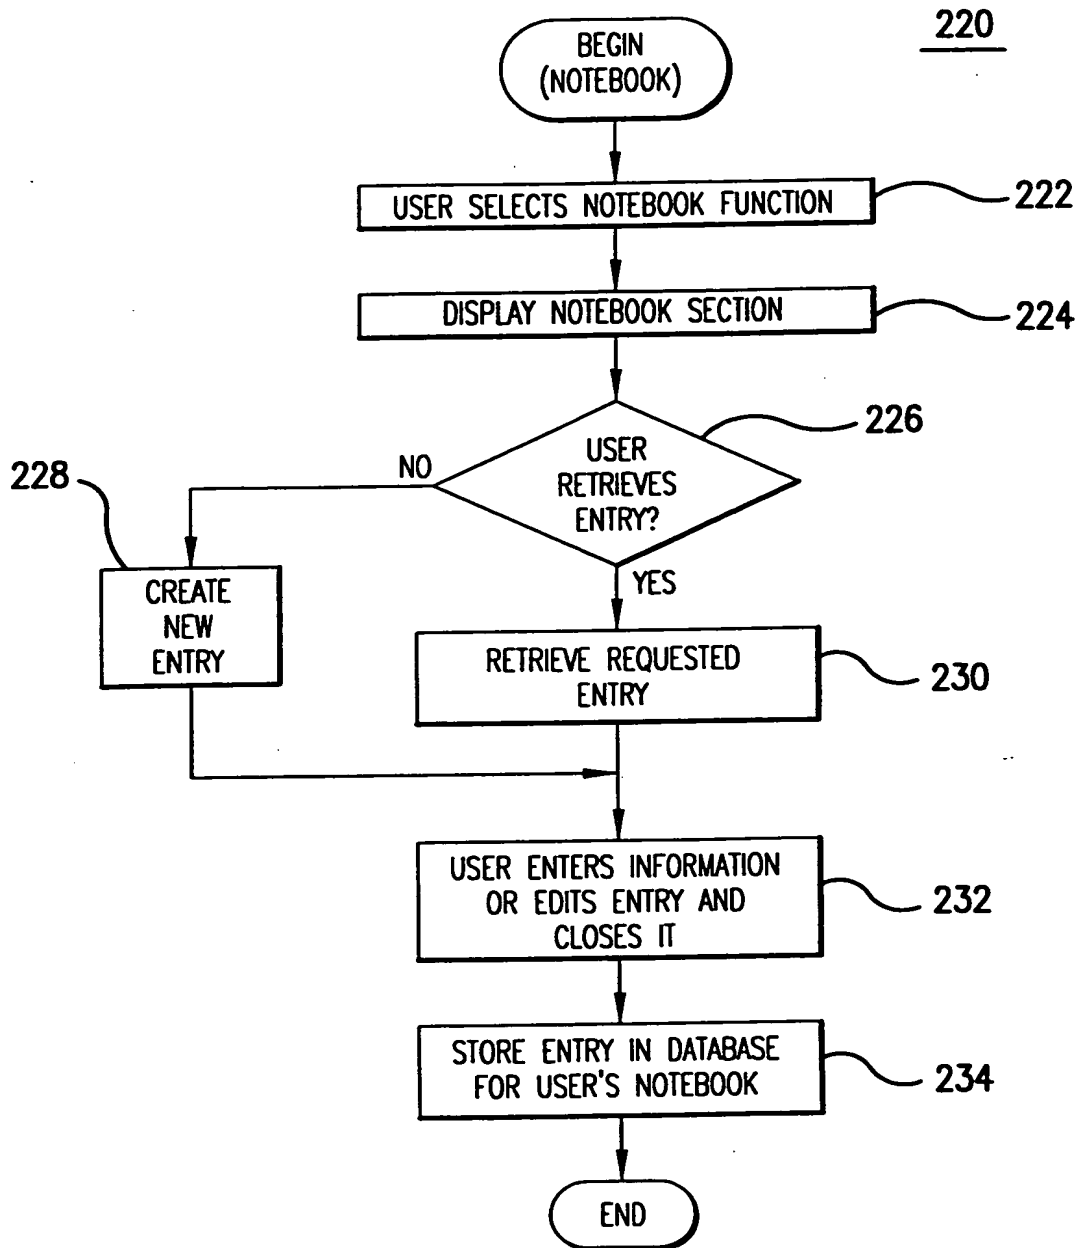 220
BEGIN
(NOTEBOOK)
USER SELECTS NOTEBOOK FUNCTION
222
DISPLAY NOTEBOOK SECTION
224
226
USER
RETRIEVES
ENTRY?
NO
228
YES
CREATE
NEW
ENTRY
RETRIEVE REQUESTED
ENTRY
230
USER ENTERS INFORMATION
OR EDITS ENTRY AND
CLOSES IT
232
STORE ENTRY IN DATABASE
FOR USER'S NOTEBOOK
234
END